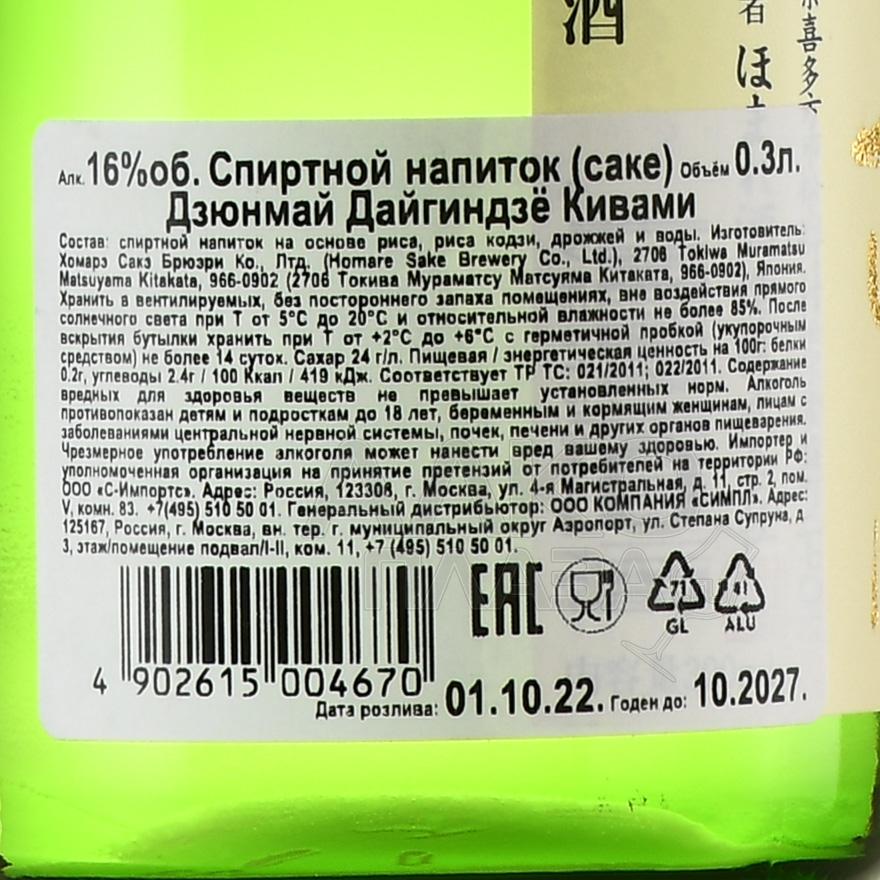 酒
者 ほま
喜多方
Алк. 16%об. Спиртной напиток (саке) Объём 0.3л.
Дзюнмай Дайгиндзё Кивами
Состав: спиртной напиток на основе риса, риса кодзи, дрожжей и воды. Изготовитель:
Хомарэ Сакэ Брюэри Ко., Лтд. (Homare Sake Brewery Co., Ltd.), 2706 Tokiwa Muramatsu
Matsuyama Kitakata, 966-0902 (2706 Токива Мураматсу Матсуяма Китаката, 966-0902), Япония.
Хранить в вентилируемых, без постороннего запаха помещениях, вне воздействия прямого
солнечного света при Т от 5°С до 20°С и относительной влажности не более 85%. После
вскрытия бутылки хранить при Т от +2°С до +6°С с герметичной пробкой (укупорочным
средством) не более 14 суток. Сахар 24 г/л. Пищевая / энергетическая ценность на 100г: белки
0.2г, углеводы 2.4г / 100 Ккал / 419 кДж. Соответствует ТР ТС: 021/2011; 022/2011. Содержание
вредных для здоровья веществ не превышает установленных норм. Алкоголь
противопоказан детям и подросткам до 18 лет, беременным и кормящим женщинам, лицам с
заболеваниями центральной нервной системы, почек, печени и других органов пищеварения.
Чрезмерное употребление алкоголя может нанести вред вашему здоровью. Импортер и
уполномоченная организация на принятие претензий от потребителей на территории РФ:
ООО «С-Импортс». Адрес: Россия, 123308, г. Москва, ул. 4-я Магистральная, д. 11, стр. 2, пом.
V, комн. 83. +7(495) 510 50 01. Генеральный дистрибьютор: ООО КОМПАНИЯ «СИМПЛ». Адрес:
125167, Россия, г. Москва, вн. тер. г. муниципальный округ Аэропорт, ул. Степана Супруна, д
3, этаж/помещение подвал/I-II, ком. 11, +7 (495) 510 50 01.
EAC 71 41
GL ALU
4 902615 004670
Дата розлива: 01.10.22. Годен до: 10.2027.